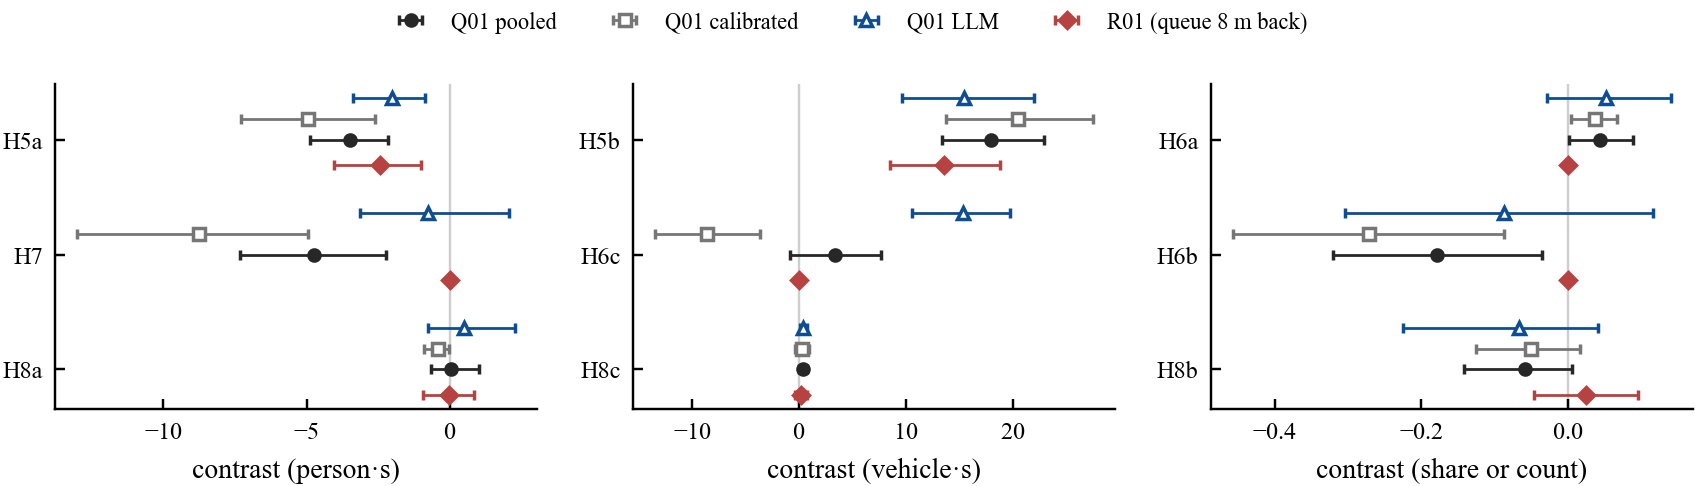 Q01 pooled Q01 calibrated Q01 LLM R01 (queue 8 m back)
H5a
H7
H8a
−10 −5 0
contrast (person·s)
H5b
H6c
H8c
−10 0 10 20
contrast (vehicle·s)
H6a
H6b
H8b
−0.4 −0.2 0.0
contrast (share or count)